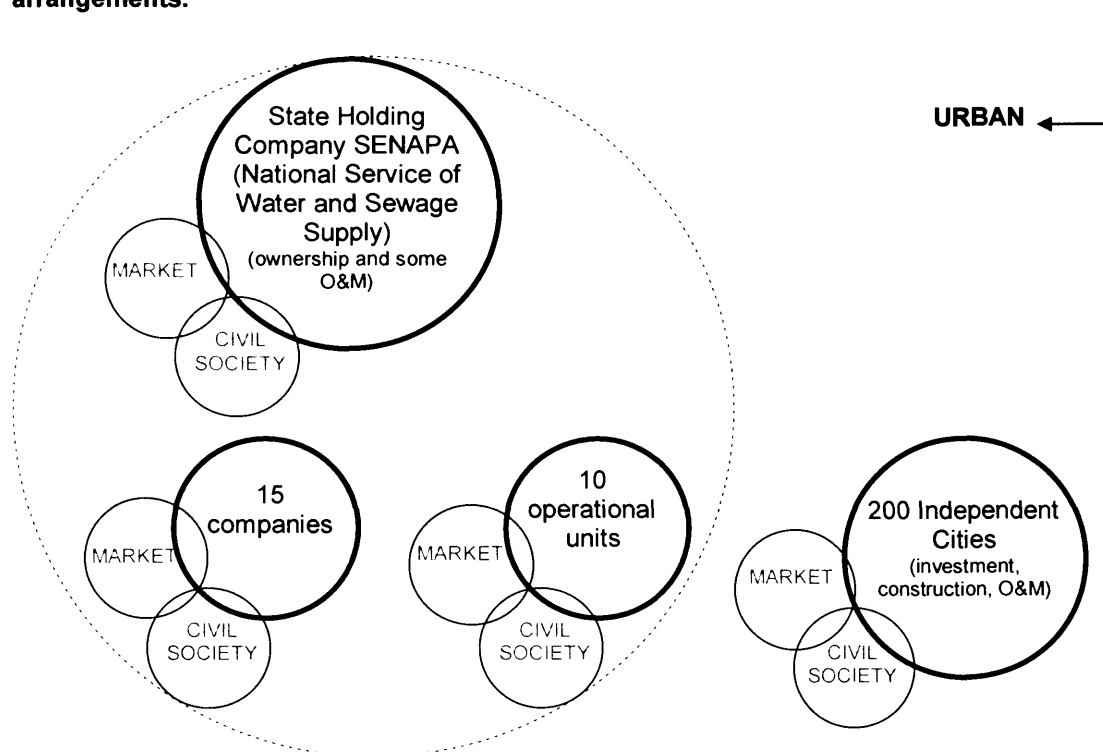 arrangements.
URBAN
State Holding
Company SENAPA
(National Service of
Water and Sewage
Supply)
(ownership and some
O&M)
MARKET
CIVIL
SOCIETY
15
companies
MARKET
CIVIL
SOCIETY
10
operational
units
MARKET
CIVIL
SOCIETY
200 Independent
Cities
(investment,
construction, O&M)
MARKET
CIVIL
SOCIETY